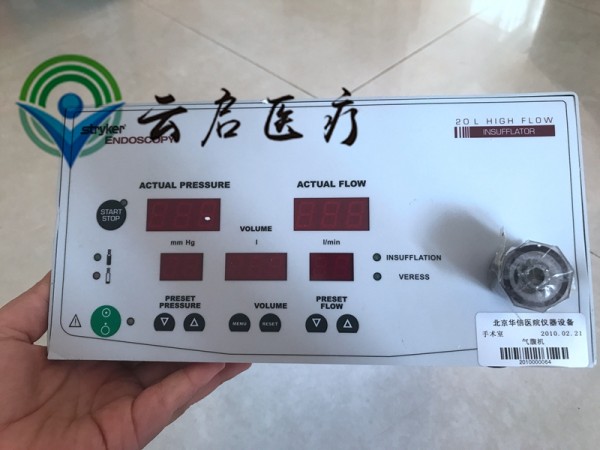 云启医疗
stryker
ENDOSCOPY
20 L HIGH FLOW
INSUFFLATOR
ACTUAL PRESSURE
ACTUAL FLOW
START
STOP
VOLUME
mm Hg
l
l/min
INSUFFLATION
VERESS
PRESET
PRESSURE
VOLUME
PRESET
FLOW
MENU
RESET
北京华倍医院仪器设备
手术室
2010.02.21
气腹机
2010000064